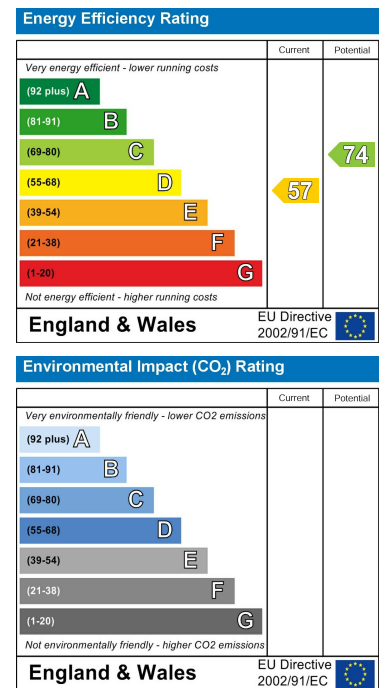 Energy Efficiency Rating
Current Potential
Very energy efficient - lower running costs
(92 plus) A
(81-91) B
(69-80) C
74
(55-68) D
57
(39-54) E
(21-38) F
(1-20) G
Not energy efficient - higher running costs
England & Wales
EU Directive
2002/91/EC
Environmental Impact (CO₂) Rating
Current Potential
Very environmentally friendly - lower CO2 emissions
(92 plus) A
(81-91) B
(69-80) C
(55-68) D
(39-54) E
(21-38) F
(1-20) G
Not environmentally friendly - higher CO2 emissions
England & Wales
EU Directive
2002/91/EC